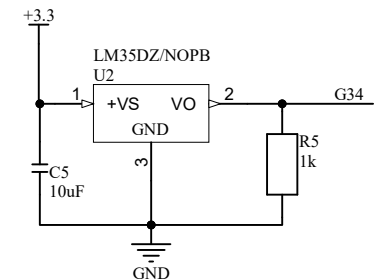 +3.3
LM35DZ/NOPB
U2
1 +VS VO 2 G34
GND
3
C5
10uF
R5
1k
GND